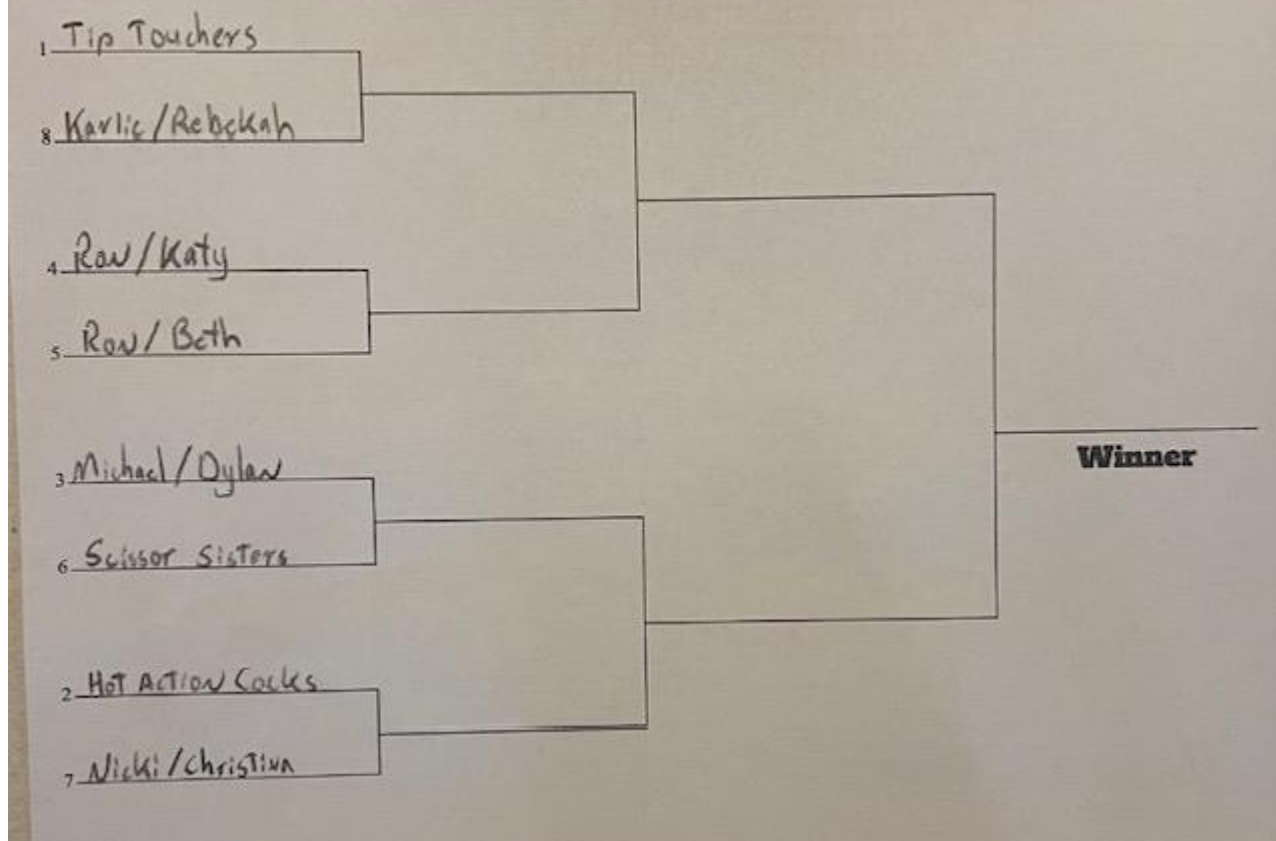 1 Tip Touchers
8 Karlie/Rebekah
4 Ron/Katy
5 Ron/Beth
3 Michael/Dylan
6 Scissor Sisters
Winner
2 HOT ACTION Cocks
7 Nicki/Christina